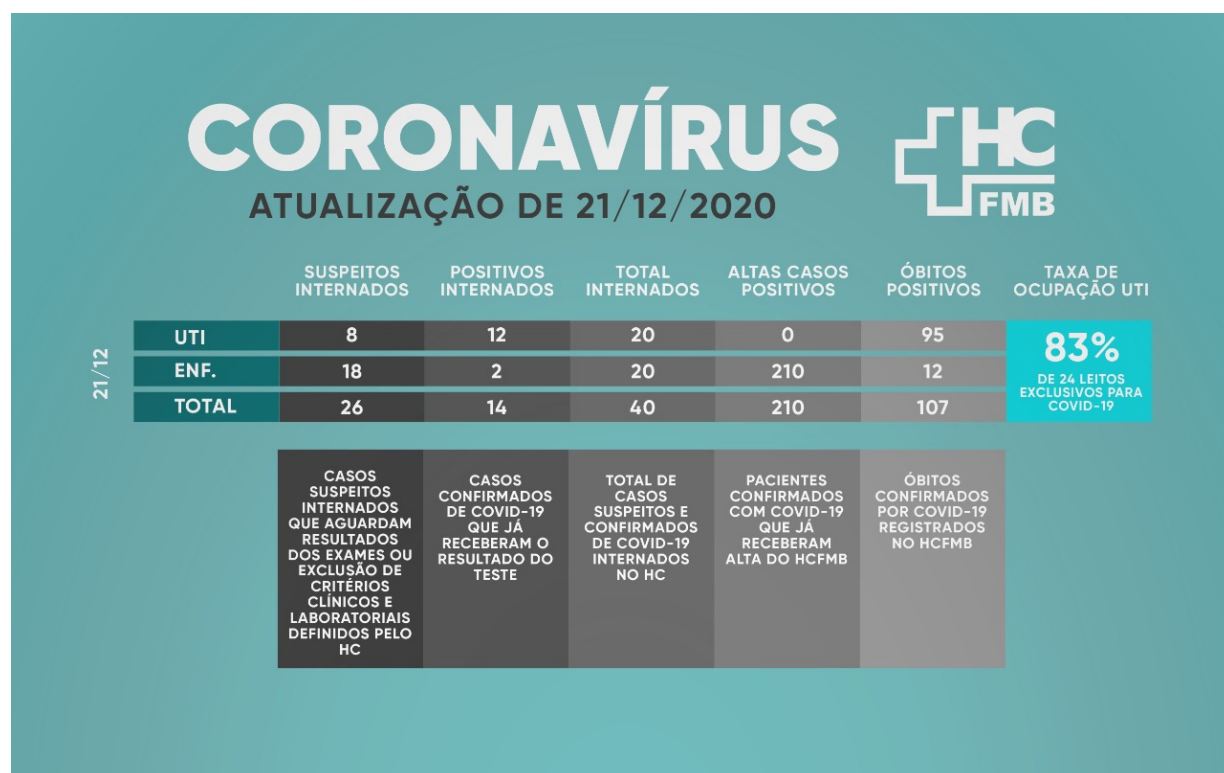 CORONAVÍRUS
ATUALIZAÇÃO DE 21/12/2020
HC
FMB
SUSPEITOS
INTERNADOS
POSITIVOS
INTERNADOS
TOTAL
INTERNADOS
ALTAS CASOS
POSITIVOS
ÓBITOS
POSITIVOS
TAXA DE
OCUPAÇÃO UTI
21/12
UTI 8 12 20 0 95
ENF. 18 2 20 210 12
TOTAL 26 14 40 210 107
83%
DE 24 LEITOS
EXCLUSIVOS PARA
COVID-19
CASOS
SUSPEITOS
INTERNADOS
QUE AGUARDAM
RESULTADOS
DOS EXAMES OU
EXCLUSÃO DE
CRITÉRIOS
CLÍNICOS E
LABORATORIAIS
DEFINIDOS PELO
HC
CASOS
CONFIRMADOS
DE COVID-19
QUE JÁ
RECEBERAM O
RESULTADO DO
TESTE
TOTAL DE
CASOS
SUSPEITOS E
CONFIRMADOS
DE COVID-19
INTERNADOS
NO HC
PACIENTES
CONFIRMADOS
COM COVID-19
QUE JÁ
RECEBERAM
ALTA DO HCFMB
ÓBITOS
CONFIRMADOS
POR COVID-19
REGISTRADOS
NO HCFMB